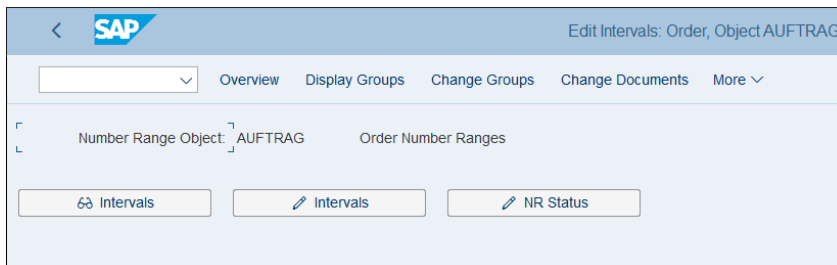 SAP
Edit Intervals: Order, Object AUFTRAG
Overview Display Groups Change Groups Change Documents More
Number Range Object: AUFTRAG Order Number Ranges
Intervals Intervals NR Status